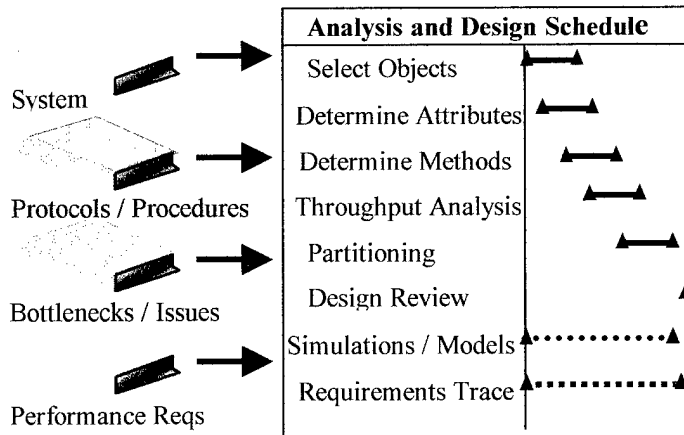 Analysis and Design Schedule
System
Protocols / Procedures
Bottlenecks / Issues
Performance Reqs
Select Objects
Determine Attributes
Determine Methods
Throughput Analysis
Partitioning
Design Review
Simulations / Models
Requirements Trace